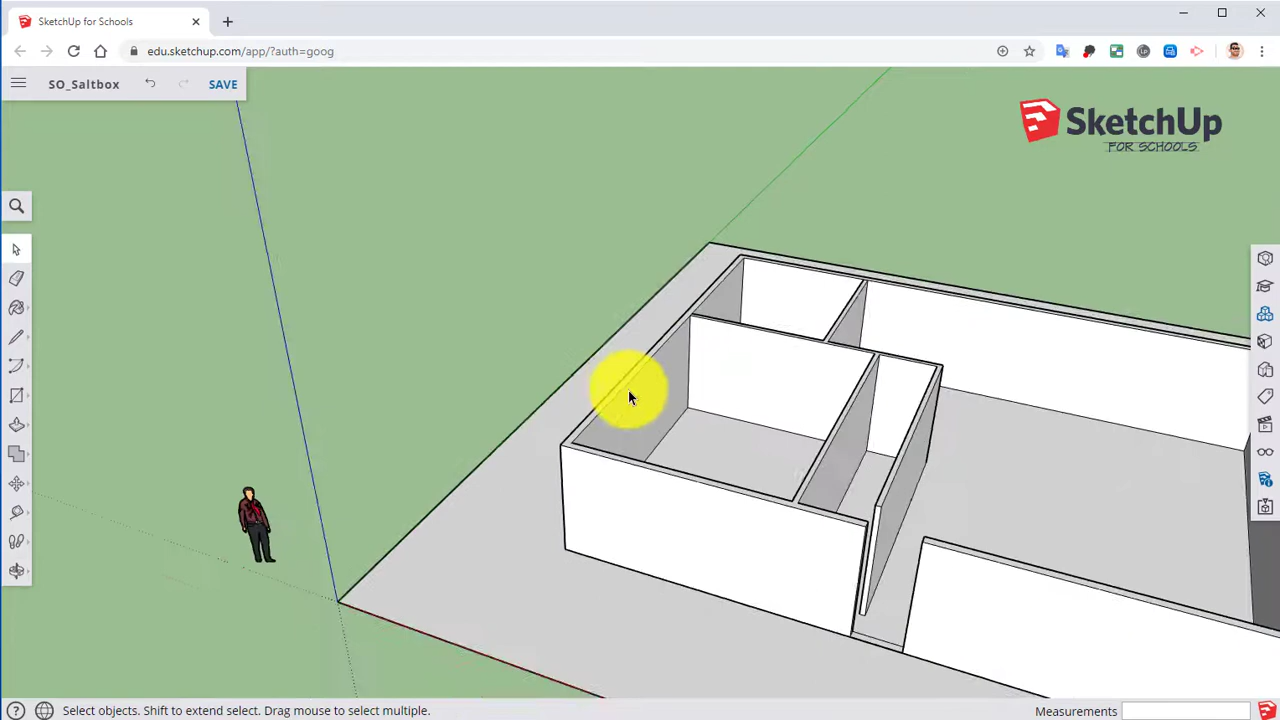 SketchUp for Schools
edu.sketchup.com/app/?auth=goog
SO_Saltbox
SAVE
SketchUp
FOR SCHOOLS
Select objects. Shift to extend select. Drag mouse to select multiple.
Measurements